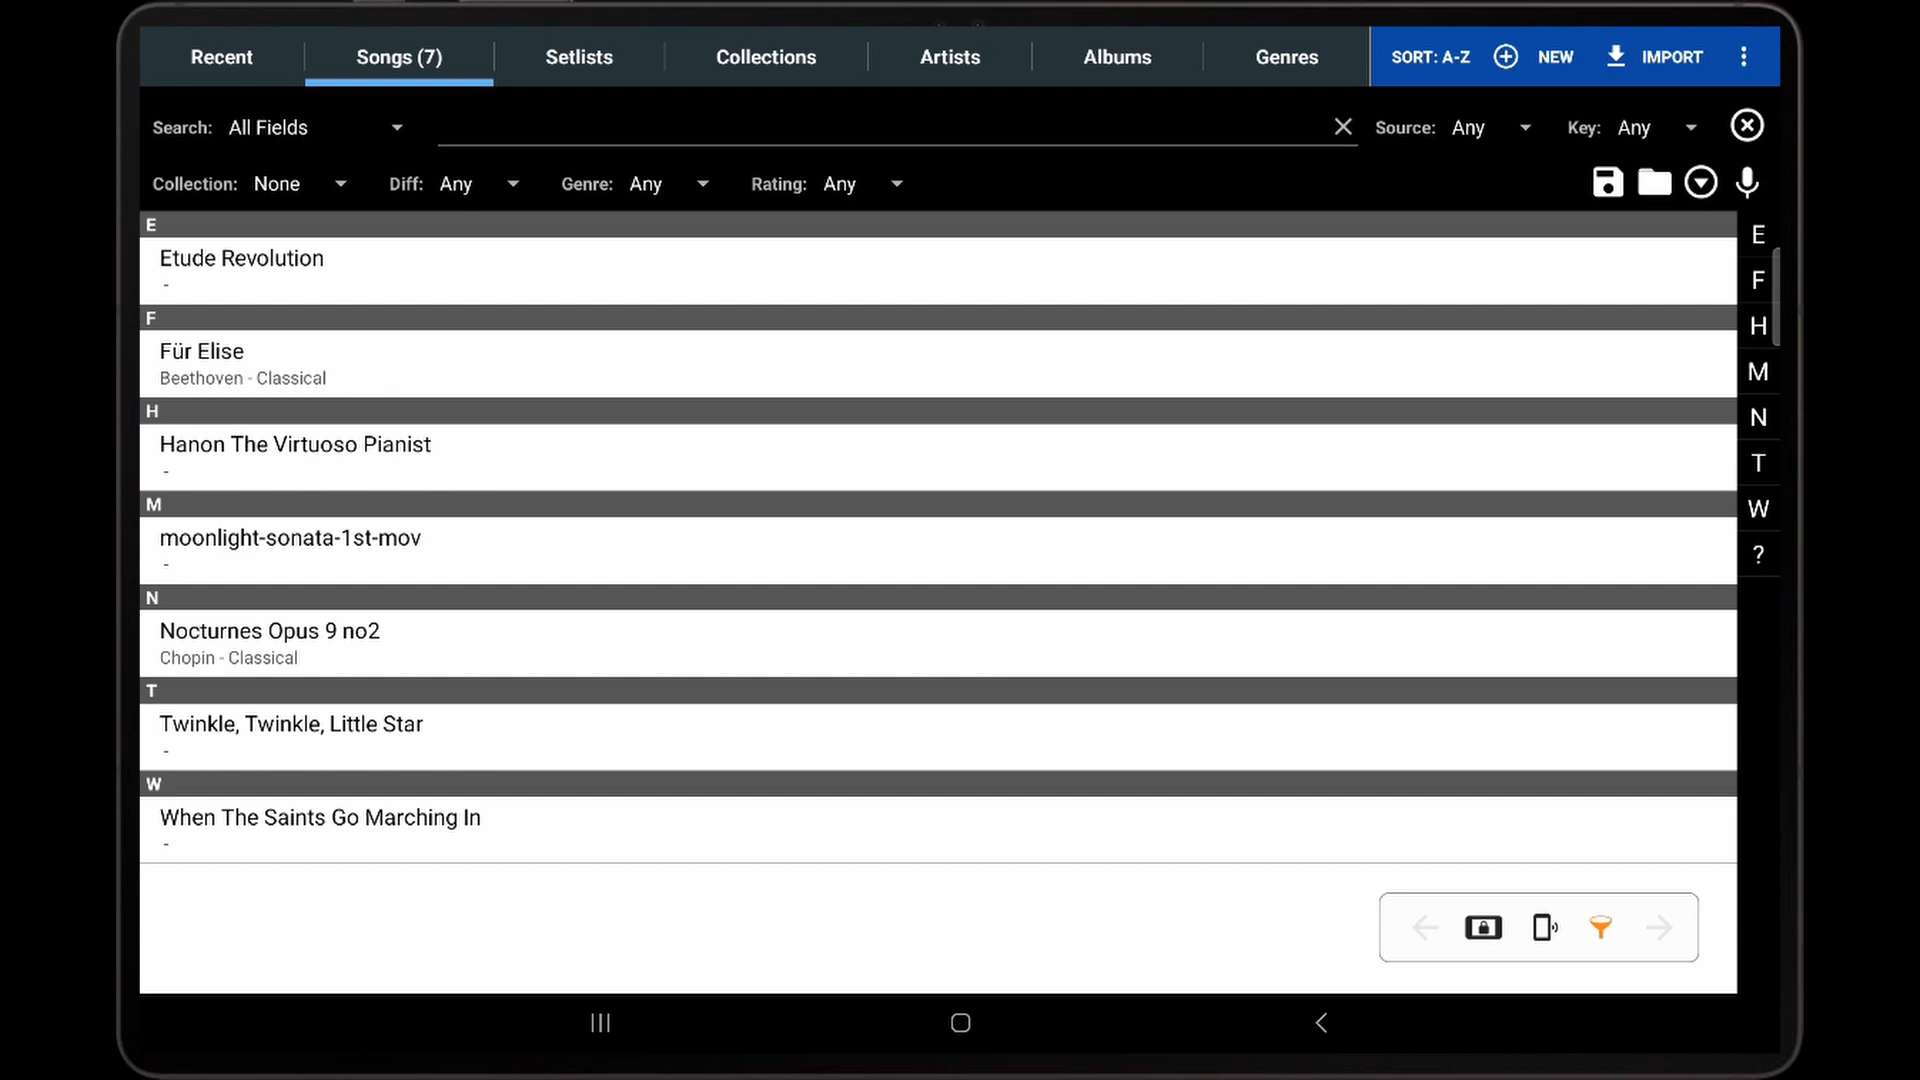 Recent
Songs (7)
Setlists
Collections
Artists
Albums
Genres
SORT: A-Z
NEW
IMPORT
Search: All Fields
Source: Any
Key: Any
Collection: None
Diff: Any
Genre: Any
Rating: Any
E
Etude Revolution
-
F
Für Elise
Beethoven - Classical
H
Hanon The Virtuoso Pianist
-
M
moonlight-sonata-1st-mov
-
N
Nocturnes Opus 9 no2
Chopin - Classical
T
Twinkle, Twinkle, Little Star
-
W
When The Saints Go Marching In
-
E
F
H
M
N
T
W
?